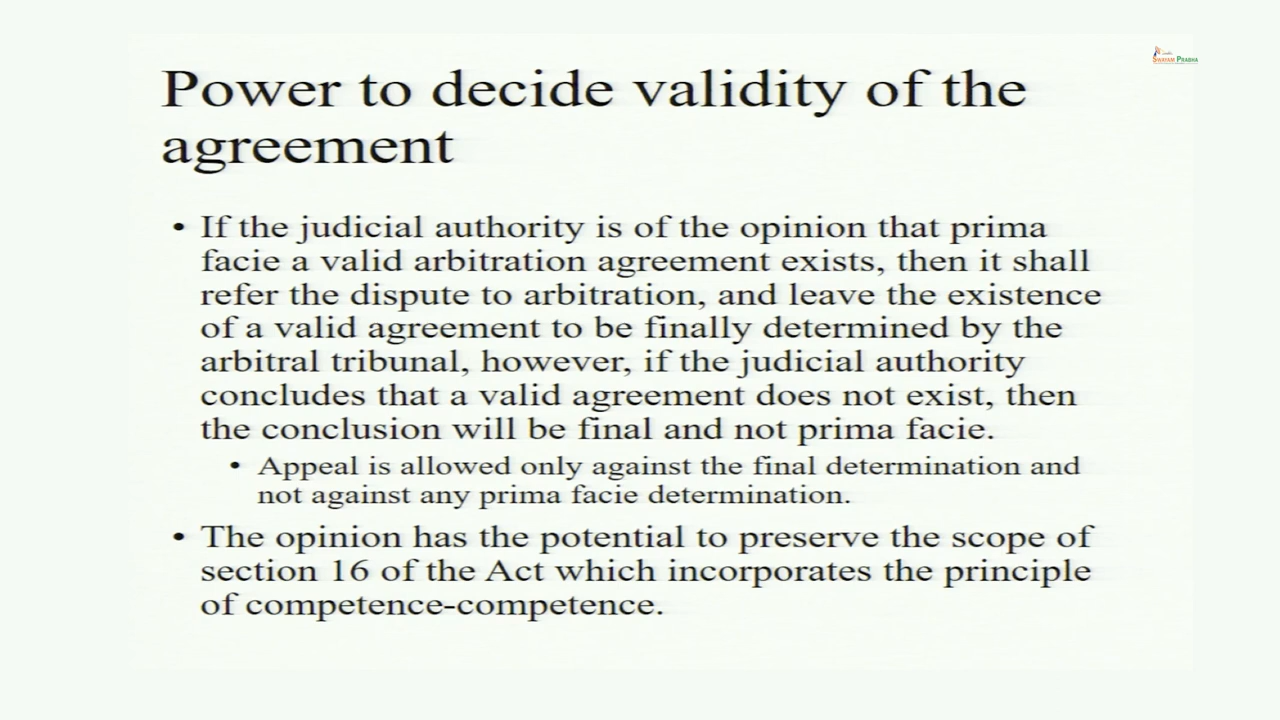 SWAYAM PRABHA
Power to decide validity of the
agreement
• If the judicial authority is of the opinion that prima
facie a valid arbitration agreement exists, then it shall
refer the dispute to arbitration, and leave the existence
of a valid agreement to be finally determined by the
arbitral tribunal, however, if the judicial authority
concludes that a valid agreement does not exist, then
the conclusion will be final and not prima facie.
• Appeal is allowed only against the final determination and
not against any prima facie determination.
• The opinion has the potential to preserve the scope of
section 16 of the Act which incorporates the principle
of competence-competence.